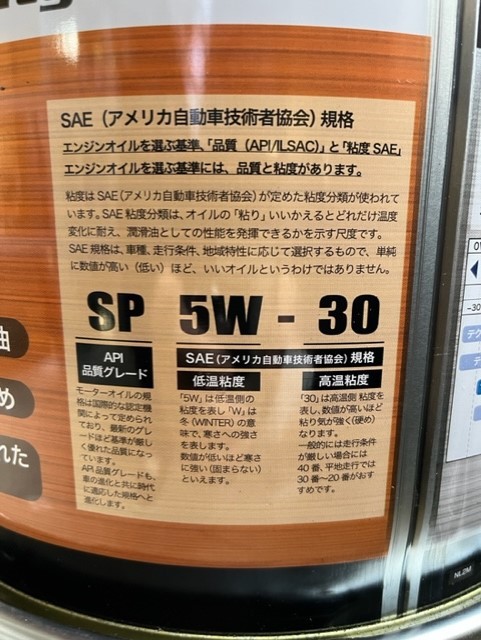 SAE（アメリカ自動車技術者協会）規格
エンジンオイルを選ぶ基準、「品質（API/ILSAC）」と「粘度 SAE」
エンジンオイルを選ぶ基準には、品質と粘度があります。
粘度は SAE（アメリカ自動車技術者協会）が定めた粘度分類が使われて
います。SAE 粘度分類は、オイルの「粘り」いいかえるとどれだけ温度
変化に耐え、潤滑油としての性能を発揮できるかを示す尺度です。
SAE 規格は、車種、走行条件、地域特性に応じて選択するもので、単純
に数値が高い（低い）ほど、いいオイルというわけではありません。
SP 5W - 30
API
品質グレード
SAE（アメリカ自動車技術者協会）規格
低温粘度
高温粘度
モーターオイルの規
格は国際的な認定機
関によって定められ
ており、最新のグレ
ードほど基準が厳し
く優れた品質になっ
ています。
API 品質グレードも、
車の進化と共に時代
に適応した規格へと
進化します。
「5W」は低温側の
粘度を表し「W」は
冬（WINTER）の意
味で、寒さへの強さ
を表します。
数値が低いほど寒さ
に強い（固まらない）
といえます。
「30」は高温側 粘度を
表し、数値が高いほど
粘り気が強く（硬め）
なります。
一般的には走行条件
が厳しい場合には
40 番、平地走行では
30 番～20 番がおす
すめです。
油
め
れた
NLZM